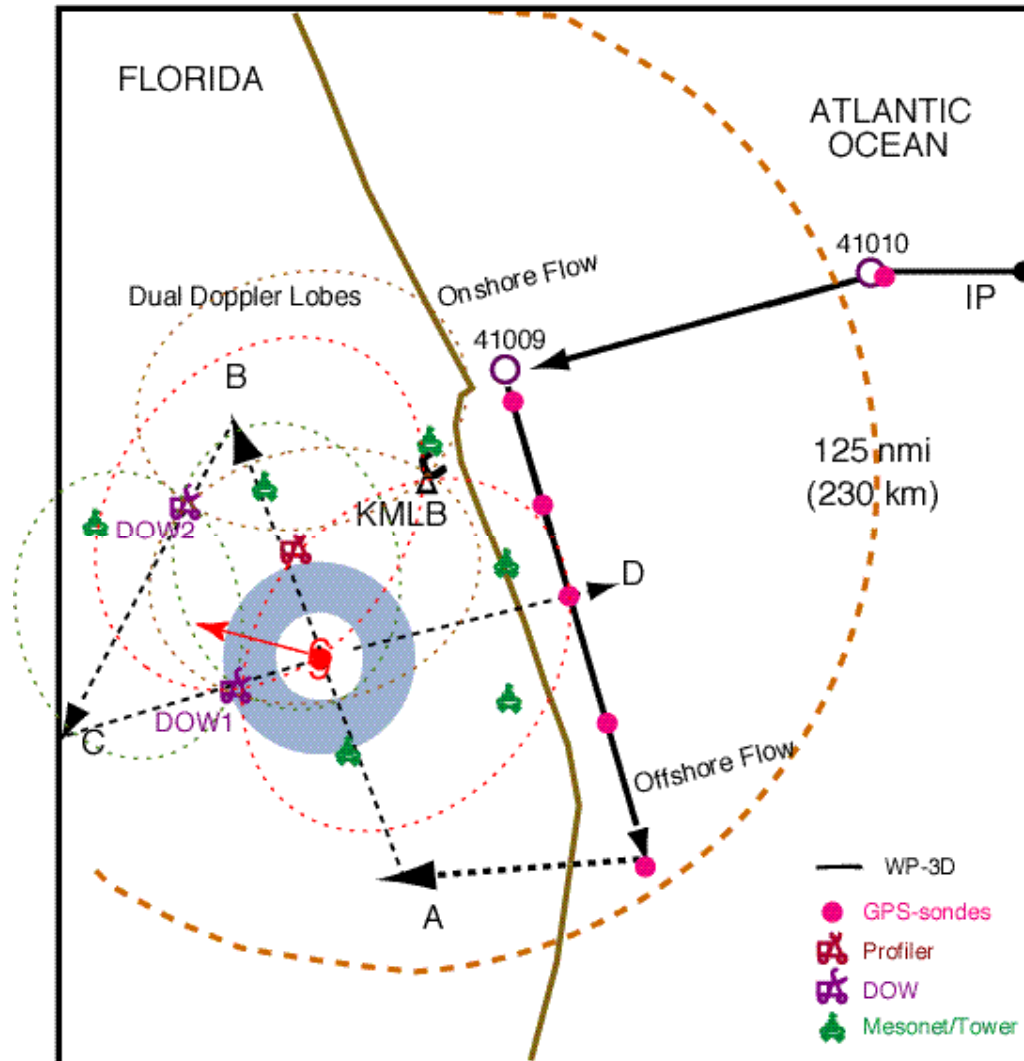 FLORIDA
ATLANTIC
OCEAN
41010
IP
Onshore Flow
Dual Doppler Lobes
41009
B
125 nmi
(230 km)
KMLB
DOW2
D
DOW1
C
Offshore Flow
A
WP-3D
GPS-sondes
Profiler
DOW
Mesonet/Tower